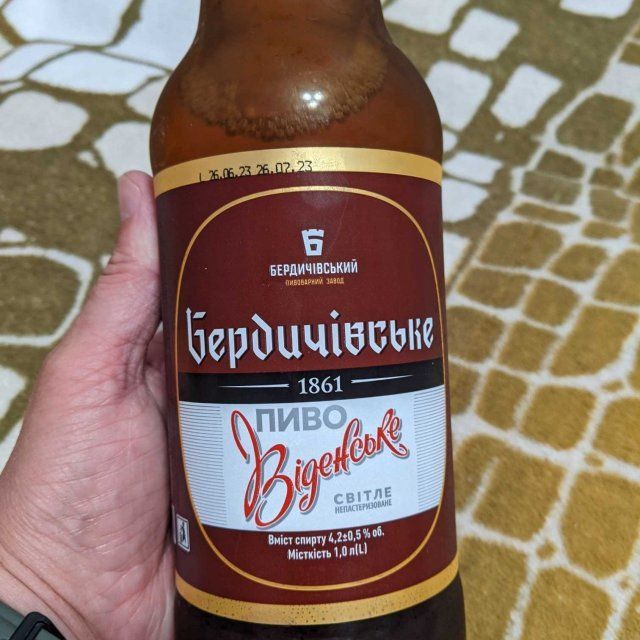 L 26.06.23 26.07.23
БЕРДИЧІВСЬКИЙ
ПИВОВАРНИЙ ЗАВОД
Бердичівське
1861
ПИВО
Віденське
СВІТЛЕ
НЕПАСТЕРИЗОВАНЕ
Вміст спирту 4,2±0,5 % об.
Місткість 1,0 л(L)